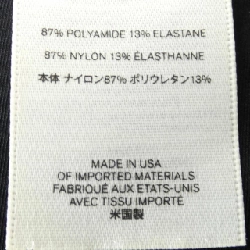 87% POLYAMIDE 13% ELASTANE
87% NYLON 13% ÉLASTHANNE
本体 ナイロン87% ポリウレタン13%
MADE IN USA
OF IMPORTED MATERIALS
FABRIQUÉ AUX ETATS-UNIS
AVEC TISSU IMPORTÉ
米国製